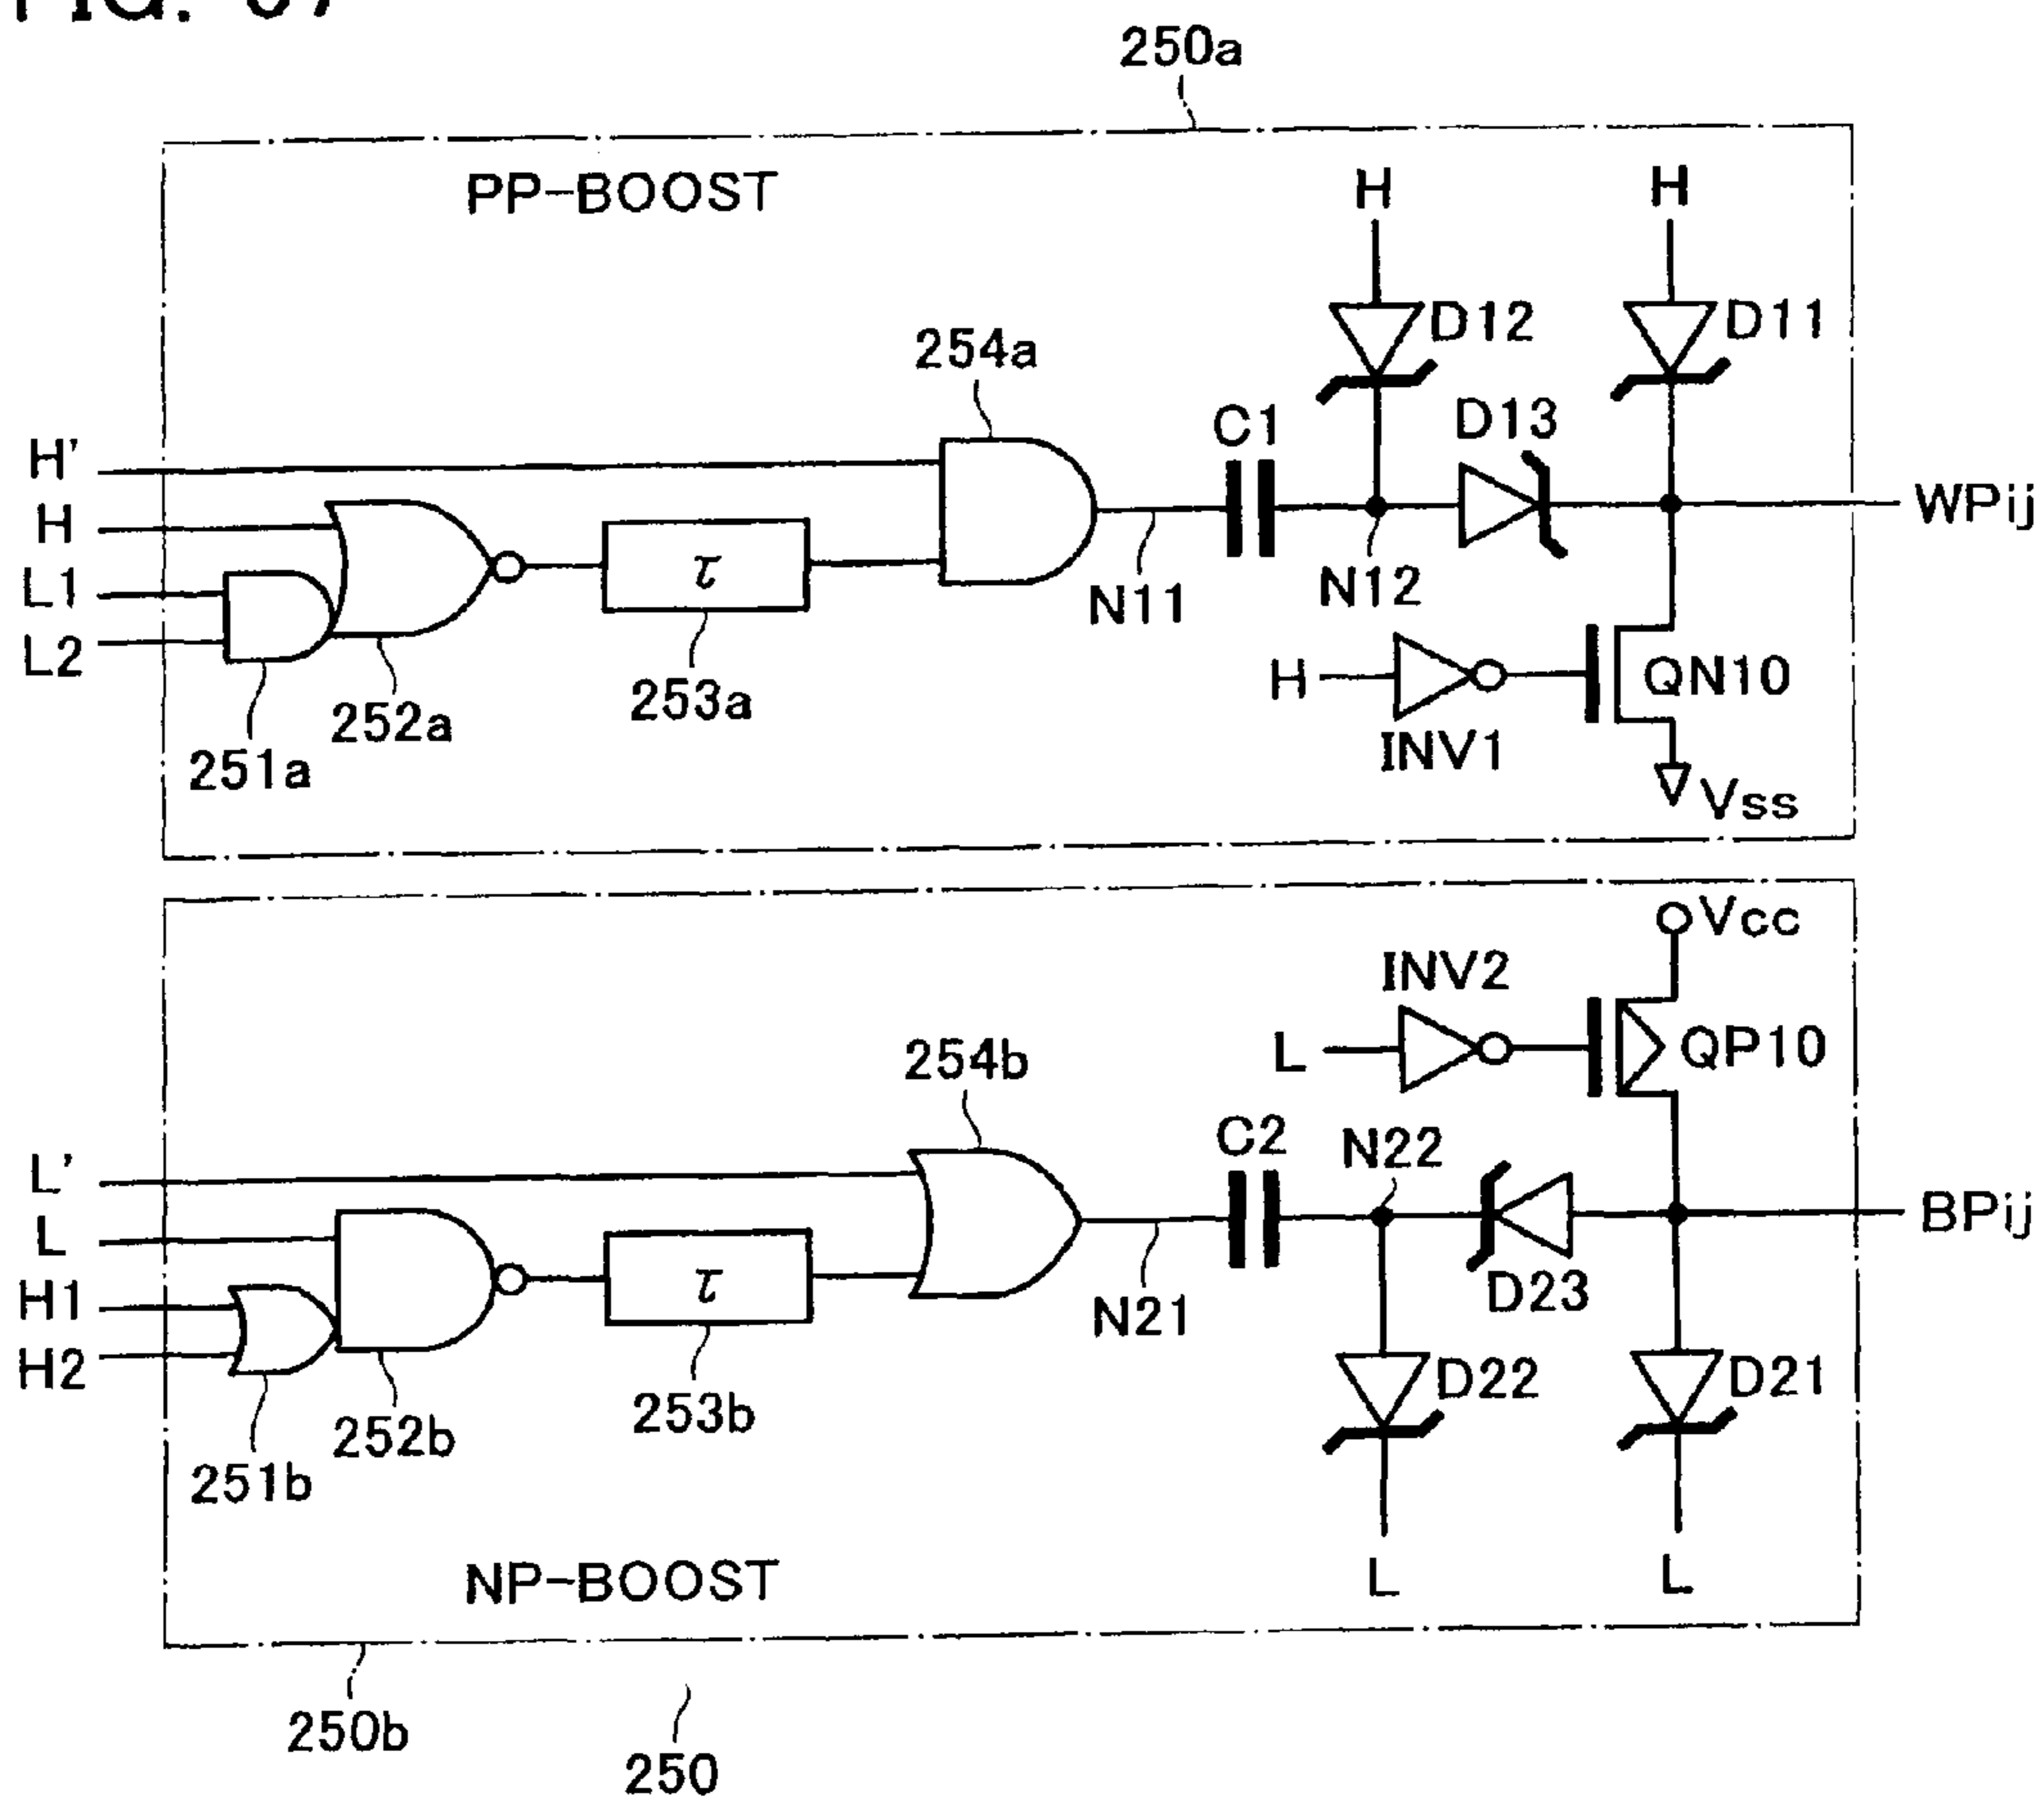 250a
PP-BOOST
H
H
D12
D11
254a
C1
D13
H'
H
L1
L2
WPij
N11
N12
H
QN10
INV1
251a
252a
253a
τ
Vss
Vcc
INV2
L
QP10
254b
C2
N22
L'
L
H1
H2
BPij
τ
N21
D23
D22
D21
251b
252b
253b
NP-BOOST
L
L
250b
250